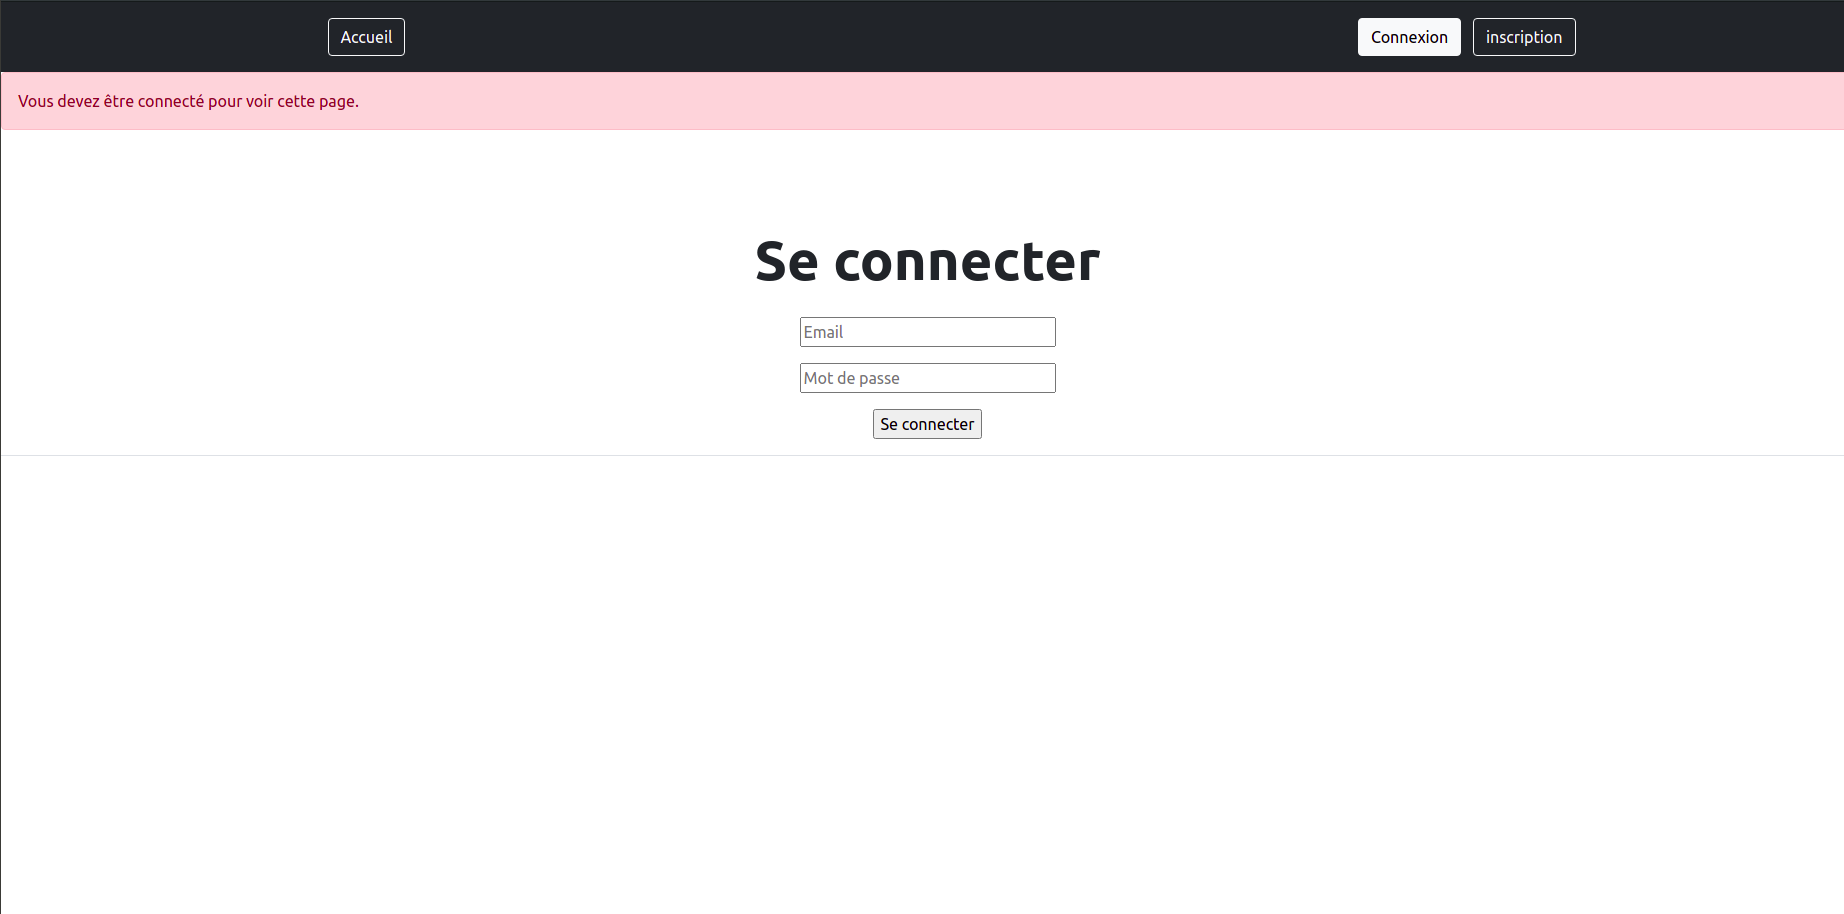 Accueil
Connexion
inscription
Vous devez être connecté pour voir cette page.
Se connecter
Email
Mot de passe
Se connecter